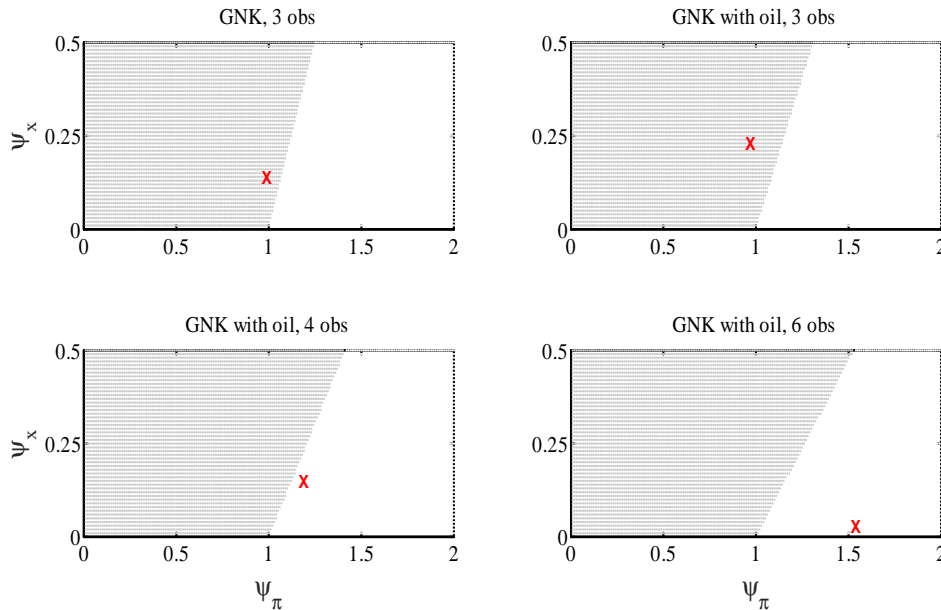 GNK, 3 obs
0.5
0.25
0
ψx
X
0 0.5 1 1.5 2
GNK with oil, 3 obs
0.5
0.25
0
X
0 0.5 1 1.5 2
GNK with oil, 4 obs
0.5
0.25
0
ψx
X
0 0.5 1 1.5 2
ψπ
GNK with oil, 6 obs
0.5
0.25
0
X
0 0.5 1 1.5 2
ψπ